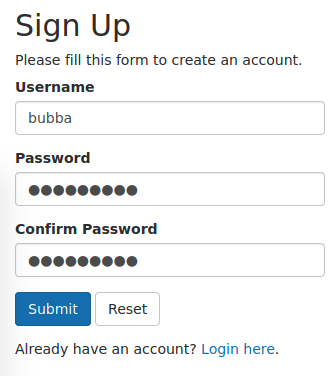 Sign Up
Please fill this form to create an account.
Username
bubba
Password
●●●●●●●●●
Confirm Password
●●●●●●●●●
Submit Reset
Already have an account? Login here.